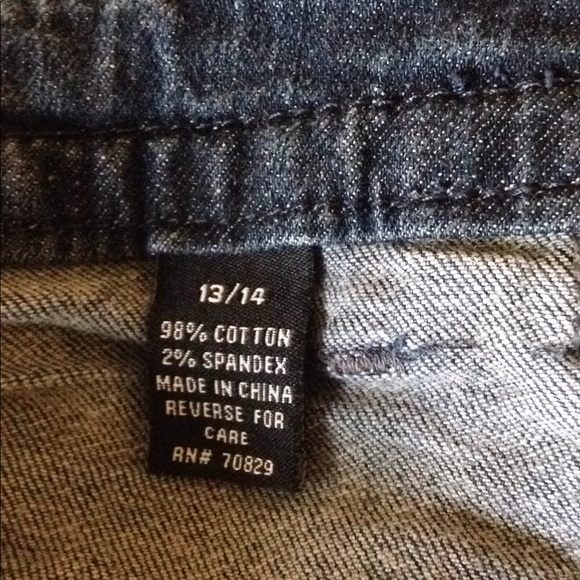 13/14
98% COTTON
2% SPANDEX
MADE IN CHINA
REVERSE FOR
CARE
RN# 70829